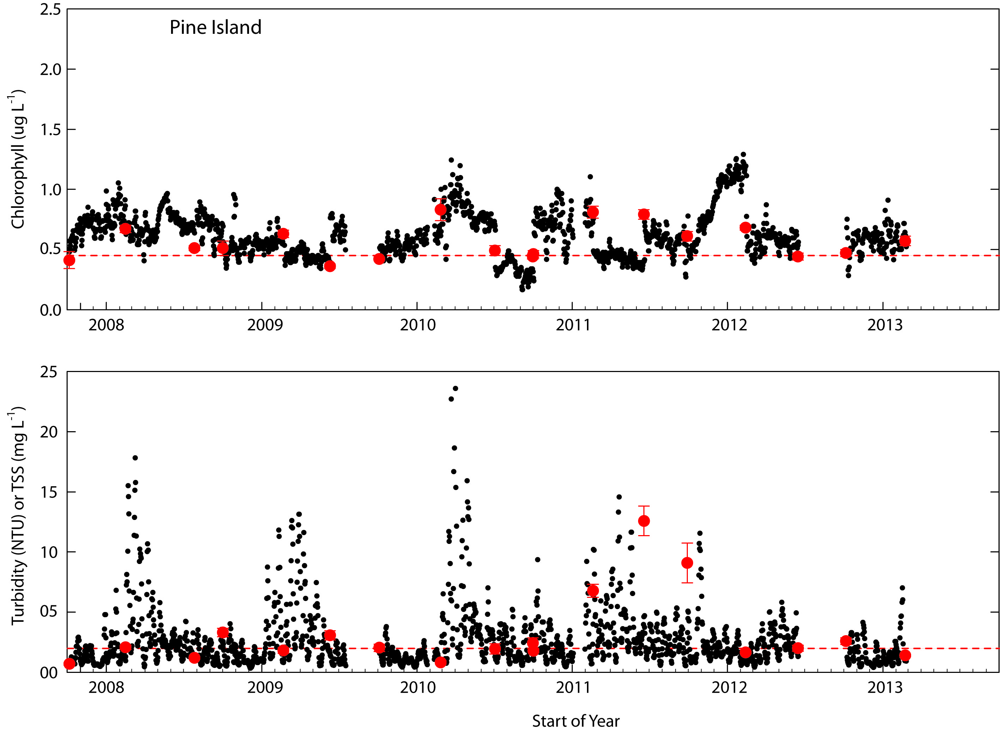 Pine Island
Chlorophyll (ug L-1)
2.5
2.0
1.5
1.0
0.5
0.0
2008 2009 2010 2011 2012 2013
Turbidity (NTU) or TSS (mg L-1)
25
20
15
10
05
00
2008 2009 2010 2011 2012 2013
Start of Year